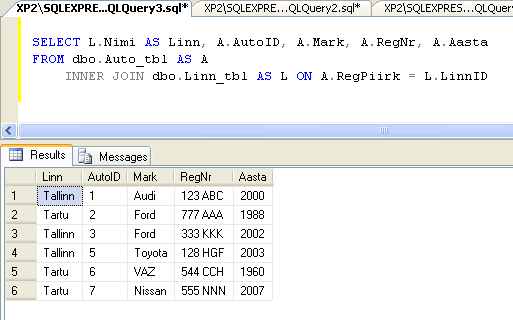 XP2\SQLEXPRE...QLQuery3.sql* XP2\SQLEXPRE...QLQuery2.sql* XP2\SQLEXPRES...QLQuery
SELECT L.Nimi AS Linn, A.AutoID, A.Mark, A.RegNr, A.Aasta
FROM dbo.Auto_tbl AS A
INNER JOIN dbo.Linn_tbl AS L ON A.RegPiirk = L.LinnID
Results Messages
Linn AutoID Mark RegNr Aasta
1 Tallinn 1 Audi 123 ABC 2000
2 Tartu 2 Ford 777 AAA 1988
3 Tallinn 3 Ford 333 KKK 2002
4 Tallinn 5 Toyota 128 HGF 2003
5 Tartu 6 VAZ 544 CCH 1960
6 Tartu 7 Nissan 555 NNN 2007